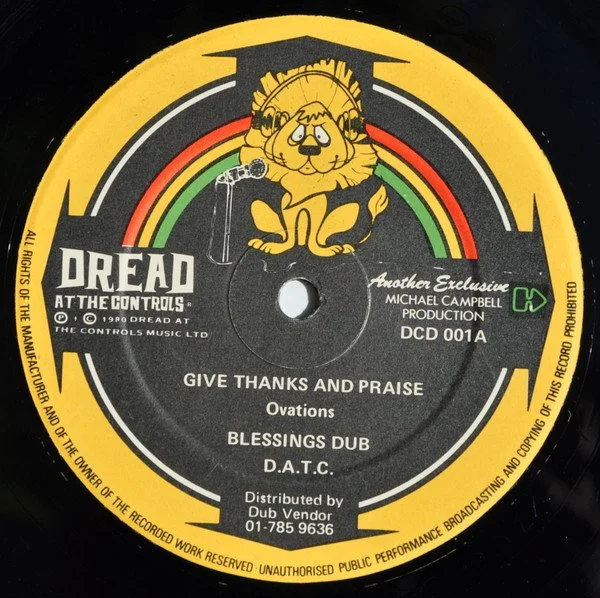 DREAD
AT THE CONTROLS®
Ⓟ & © 1980 DREAD AT
THE CONTROLS MUSIC LTD
Another Exclusive
MICHAEL CAMPBELL
PRODUCTION
DCD 001A
GIVE THANKS AND PRAISE
Ovations
BLESSINGS DUB
D.A.T.C.
Distributed by
Dub Vendor
01-785 9636
ALL RIGHTS OF THE MANUFACTURER AND OF THE OWNER OF THE RECORDED WORK RESERVED · UNAUTHORISED PUBLIC PERFORMANCE BROADCASTING AND COPYING OF THIS RECORD PROHIBITED